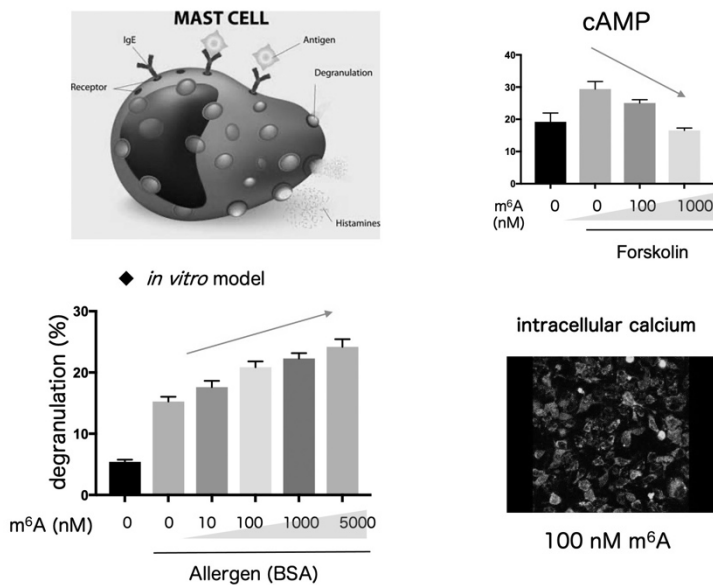 MAST CELL
IgE
Antigen
Receptor
Degranulation
Histamines
cAMP
40
30
20
10
0
m⁶A
(nM)
0 0 100 1000
Forskolin
◆ in vitro model
degranulation (%)
30
20
10
0
m⁶A (nM) 0 0 10 100 1000 5000
Allergen (BSA)
intracellular calcium
100 nM m⁶A